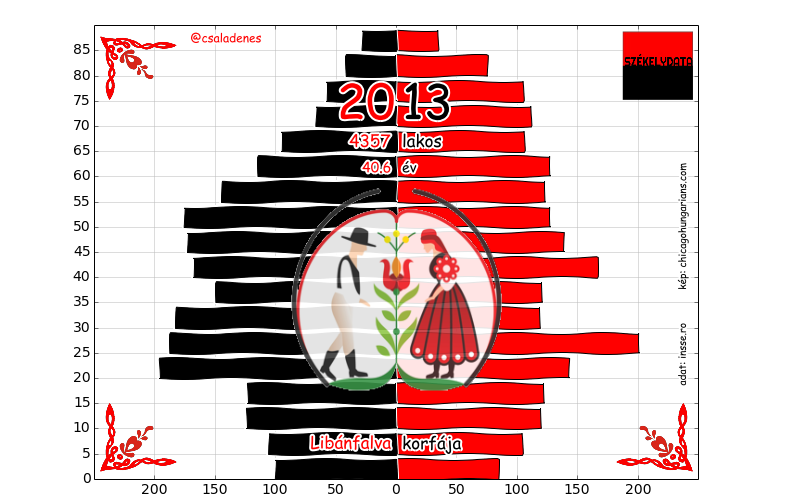 @csaladenes
SZÉKELYDATA
2013
4357 lakos
40.6 év
kép: chicagohungarians.com
adat: insse.ro
Libánfalva korfája
85
80
75
70
65
60
55
50
45
40
35
30
25
20
15
10
5
0
200 150 100 50 0 50 100 150 200